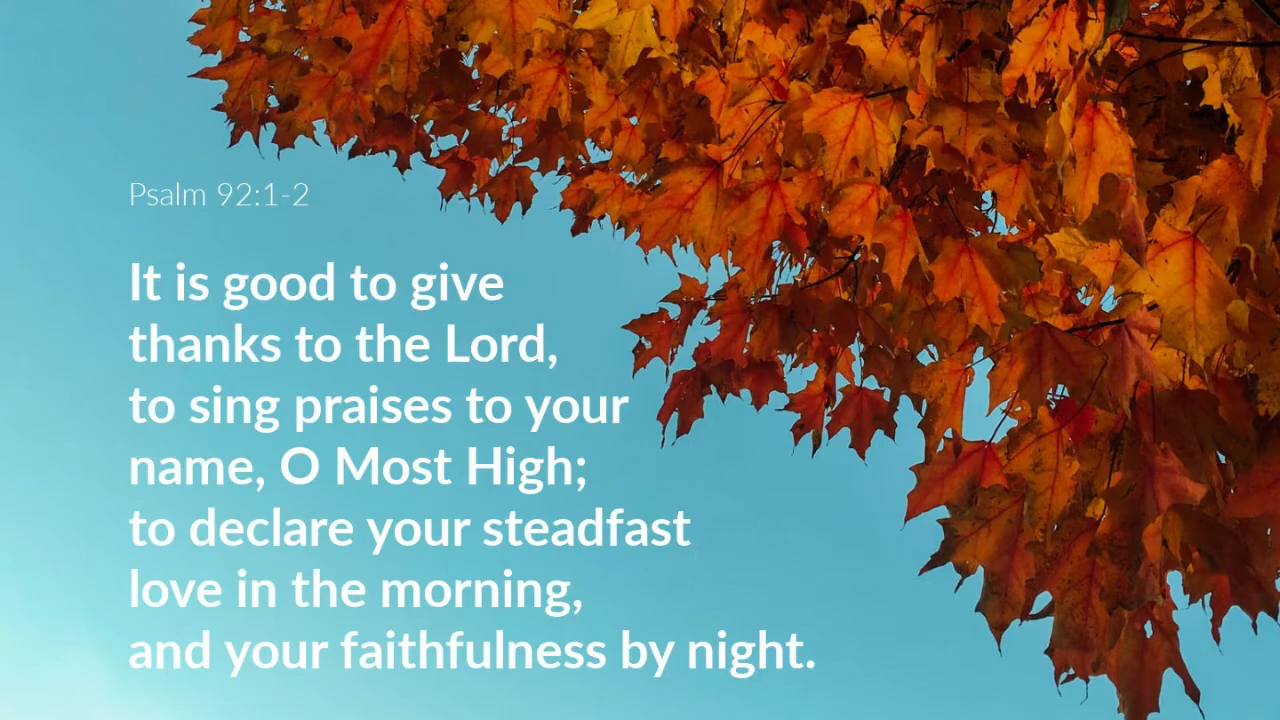 Psalm 92:1-2
It is good to give
thanks to the Lord,
to sing praises to your
name, O Most High;
to declare your steadfast
love in the morning,
and your faithfulness by night.